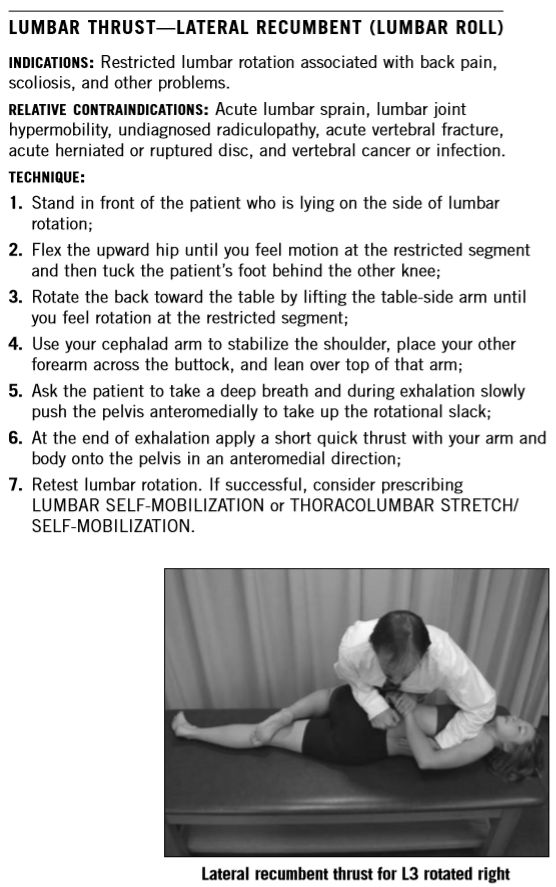 LUMBAR THRUST—LATERAL RECUMBENT (LUMBAR ROLL)
INDICATIONS: Restricted lumbar rotation associated with back pain,
scoliosis, and other problems.
RELATIVE CONTRAINDICATIONS: Acute lumbar sprain, lumbar joint
hypermobility, undiagnosed radiculopathy, acute vertebral fracture,
acute herniated or ruptured disc, and vertebral cancer or infection.
TECHNIQUE:
1. Stand in front of the patient who is lying on the side of lumbar
rotation;
2. Flex the upward hip until you feel motion at the restricted segment
and then tuck the patient's foot behind the other knee;
3. Rotate the back toward the table by lifting the table-side arm until
you feel rotation at the restricted segment;
4. Use your cephalad arm to stabilize the shoulder, place your other
forearm across the buttock, and lean over top of that arm;
5. Ask the patient to take a deep breath and during exhalation slowly
push the pelvis anteromedially to take up the rotational slack;
6. At the end of exhalation apply a short quick thrust with your arm and
body onto the pelvis in an anteromedial direction;
7. Retest lumbar rotation. If successful, consider prescribing
LUMBAR SELF-MOBILIZATION or THORACOLUMBAR STRETCH/
SELF-MOBILIZATION.
Lateral recumbent thrust for L3 rotated right